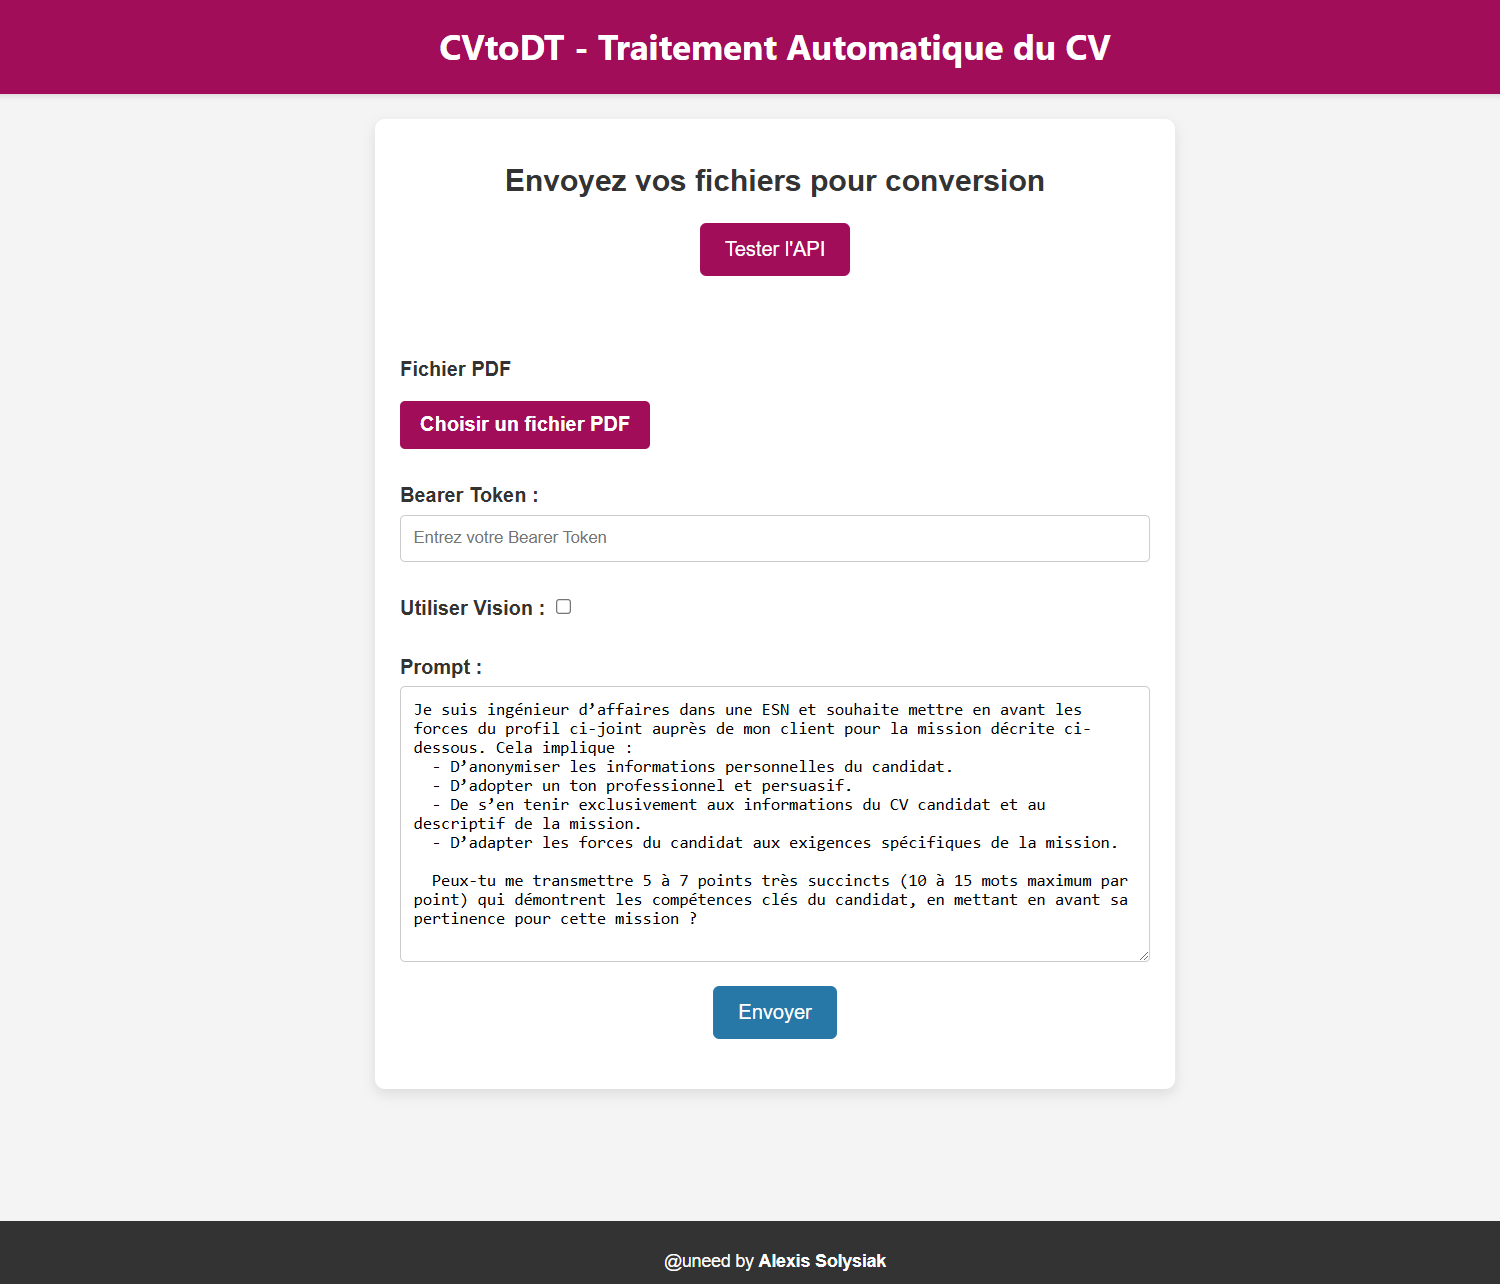 CVtoDT - Traitement Automatique du CV
Envoyez vos fichiers pour conversion
Tester l'API
Fichier PDF
Choisir un fichier PDF
Bearer Token :
Entrez votre Bearer Token
Utiliser Vision :
Prompt :
Je suis ingénieur d’affaires dans une ESN et souhaite mettre en avant les
forces du profil ci-joint auprès de mon client pour la mission décrite ci-
dessous. Cela implique :
- D’anonymiser les informations personnelles du candidat.
- D’adopter un ton professionnel et persuasif.
- De s’en tenir exclusivement aux informations du CV candidat et au
descriptif de la mission.
- D’adapter les forces du candidat aux exigences spécifiques de la mission.
Peux-tu me transmettre 5 à 7 points très succincts (10 à 15 mots maximum par
point) qui démontrent les compétences clés du candidat, en mettant en avant sa
pertinence pour cette mission ?
Envoyer
@uneed by Alexis Solysiak